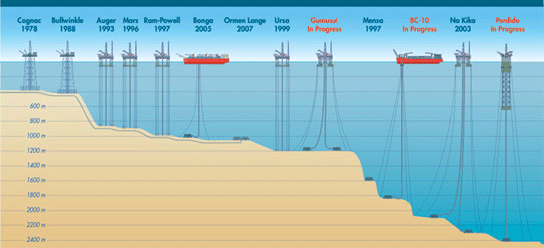 Cognac
1978
Bullwinkle
1988
Auger
1993
Mars
1996
Ram-Powell
1997
Bonga
2005
Ormen Lange
2007
Ursa
1999
Gumusut
In Progress
Mensa
1997
BC-10
In Progress
Na Kika
2003
Perdido
In Progress
600 m
800 m
1000 m
1200 m
1400 m
1600 m
1800 m
2000 m
2200 m
2400 m